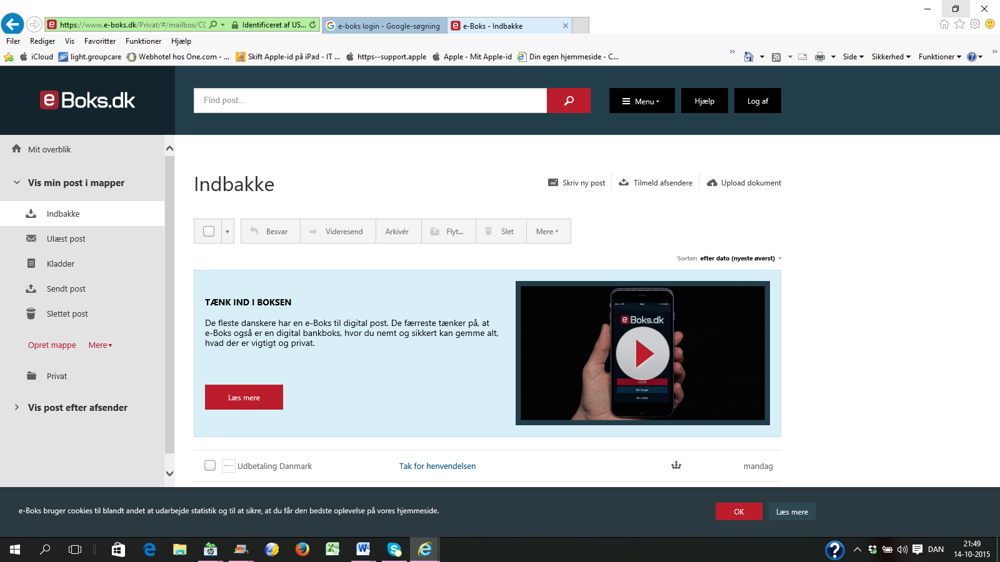 https://www.e-boks.dk/Privat/#/mailbox/C(
Identificeret af US...
e-boks login - Google-søgning
e-Boks - Indbakke
Filer Rediger Vis Favoritter Funktioner Hjælp
iCloud light.groupcare Webhotel hos One.com - ... Skift Apple-id på iPad - IT ... https--support.apple Apple - Mit Apple-id Din egen hjemmeside - C... Side Sikkerhed Funktioner
e Boks.dk
Find post...
Menu
Hjælp
Log af
Mit overblik
Vis min post i mapper
Indbakke
Ulæst post
Kladder
Sendt post
Slettet post
Opret mappe Mere
Privat
Vis post efter afsender
Indbakke
Skriv ny post Tilmeld afsendere Upload dokument
Besvar Videresend Arkivér Flyt... Slet Mere
Sorter: efter dato (nyeste øverst)
TÆNK IND I BOKSEN
De fleste danskere har en e-Boks til digital post. De færreste tænker på, at
e-Boks også er en digital bankboks, hvor du nemt og sikkert kan gemme alt,
hvad der er vigtigt og privat.
Læs mere
eBoks.dk
Log på
Bliv bruger
Om e-Boks
Udbetaling Danmark Tak for henvendelsen mandag
e-Boks bruger cookies til blandt andet at udarbejde statistik og til at sikre, at du får den bedste oplevelse på vores hjemmeside.
OK
Læs mere
DAN
21:49
14-10-2015